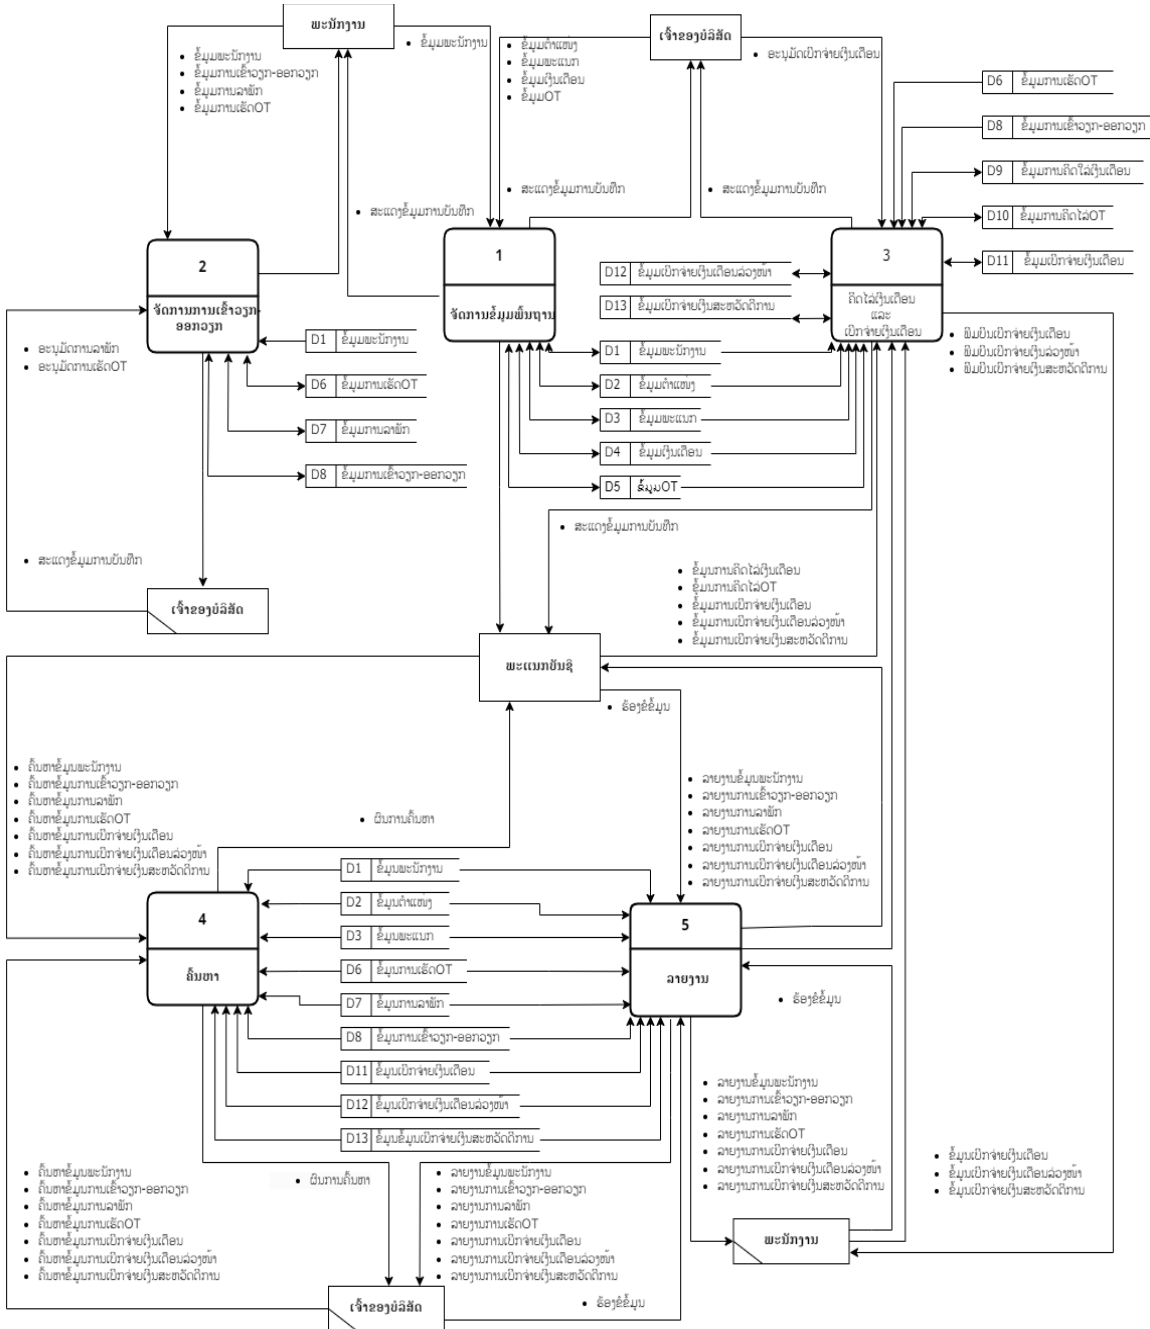 ພະນັກງານ
ເຈົ້າຂອງບໍລິສັດ
• ຂໍ້ມູມພະນັກງານ
• ຂໍ້ມູມການເຂົ້າວຽກ-ອອກວຽກ
• ຂໍ້ມູມການລາພັກ
• ຂໍ້ມູມການເຮັດOT
• ຂໍ້ມູມພະນັກງານ
• ຂໍ້ມູມຕຳແໜ່ງ
• ຂໍ້ມູມພະແນກ
• ຂໍ້ມູມເງິນເດືອນ
• ຂໍ້ມູມOT
• ອະນຸມັດເບີກຈ່າຍເງິນເດືອນ
D6 ຂໍ້ມູມການເຮັດOT
D8 ຂໍ້ມູມການເຂົ້າວຽກ-ອອກວຽກ
D9 ຂໍ້ມູມການຄິດໃລ່ເງິນເດືອນ
D10 ຂໍ້ມູມການຄິດໄລ່OT
D11 ຂໍ້ມູມເບີກຈ່າຍເງິນເດືອນ
• ສະແດງຂໍ້ມູມການບັນທຶກ
• ສະແດງຂໍ້ມູມການບັນທຶກ
• ສະແດງຂໍ້ມູມການບັນທຶກ
2
ຈັດການການເຂົ້າວຽກ-
ອອກວຽກ
1
ຈັດການຂໍ້ມູມພື້ນຖານ
3
ຄິດໄລ່ເງິນເດືອນ
ແລະ
ເບີກຈ່າຍເງິນເດືອນ
D12 ຂໍ້ມູມເບີກຈ່າຍເງິນເດືອນລ່ວງໜ້າ
D13 ຂໍ້ມູມເບີກຈ່າຍເງິນສະຫວັດດີການ
• ອະນຸມັດການລາພັກ
• ອະນຸມັດການເຮັດOT
D1 ຂໍ້ມູມພະນັກງານ
D6 ຂໍ້ມູມການເຮັດOT
D7 ຂໍ້ມູມການລາພັກ
D8 ຂໍ້ມູມການເຂົ້າວຽກ-ອອກວຽກ
D1 ຂໍ້ມູມພະນັກງານ
D2 ຂໍ້ມູມຕຳແໜ່ງ
D3 ຂໍ້ມູມພະແນກ
D4 ຂໍ້ມູມເງິນເດືອນ
D5 ຂໍ້ມູມOT
• ພິມບິນເບີກຈ່າຍເງິນເດືອນ
• ພິມບິນເບີກຈ່າຍເງິນລ່ວງໜ້າ
• ພິມບິນເບີກຈ່າຍເງິນສະຫວັດດີການ
• ສະແດງຂໍ້ມູມການບັນທຶກ
• ສະແດງຂໍ້ມູມການບັນທຶກ
ເຈົ້າຂອງບໍລິສັດ
• ຂໍ້ມູນການຄິດໄລ່ເງິນເດືອນ
• ຂໍ້ມູນການຄິດໄລ່OT
• ຂໍ້ມູມການເບີກຈ່າຍເງິນເດືອນ
• ຂໍ້ມູມການເບີກຈ່າຍເງິນເດືອນລ່ວງໜ້າ
• ຂໍ້ມູມການເບີກຈ່າຍເງິນສະຫວັດດີການ
ພະແນກບັນຊີ
• ຮ້ອງຂໍຂໍ້ມູນ
• ຄົ້ນຫາຂໍ້ມູນພະນັກງານ
• ຄົ້ນຫາຂໍ້ມູນການເຂົ້າວຽກ-ອອກວຽກ
• ຄົ້ນຫາຂໍ້ມູນການລາພັກ
• ຄົ້ນຫາຂໍ້ມູນການເຮັດOT
• ຄົ້ນຫາຂໍ້ມູນການເບີກຈ່າຍເງິນເດືອນ
• ຄົ້ນຫາຂໍ້ມູນການເບີກຈ່າຍເງິນເດືອນລ່ວງໜ້າ
• ຄົ້ນຫາຂໍ້ມູນການເບີກຈ່າຍເງິນສະຫວັດດີການ
• ຜົນການຄົ້ນຫາ
• ລາຍງານຂໍ້ມູນພະນັກງານ
• ລາຍງານການເຂົ້າວຽກ-ອອກວຽກ
• ລາຍງານການລາພັກ
• ລາຍງານການເຮັດOT
• ລາຍງານການເບີກຈ່າຍເງິນເດືອນ
• ລາຍງານການເບີກຈ່າຍເງິນເດືອນລ່ວງໜ້າ
• ລາຍງານການເບີກຈ່າຍເງິນສະຫວັດດີການ
4
ຄົ້ນຫາ
5
ລາຍງານ
D1 ຂໍ້ມູນພະນັກງານ
D2 ຂໍ້ມູນຕຳແໜ່ງ
D3 ຂໍ້ມູນພະແນກ
D6 ຂໍ້ມູນການເຮັດOT
D7 ຂໍ້ມູນການລາພັກ
D8 ຂໍ້ມູນການເຂົ້າວຽກ-ອອກວຽກ
D11 ຂໍ້ມູນເບີກຈ່າຍເງິນເດືອນ
D12 ຂໍ້ມູນເບີກຈ່າຍເງິນເດືອນລ່ວງໜ້າ
D13 ຂໍ້ມູນຂໍ້ມູນເບີກຈ່າຍເງິນສະຫວັດດີການ
• ຮ້ອງຂໍຂໍ້ມູນ
• ລາຍງານຂໍ້ມູນພະນັກງານ
• ລາຍງານການເຂົ້າວຽກ-ອອກວຽກ
• ລາຍງານການລາພັກ
• ລາຍງານການເຮັດOT
• ລາຍງານການເບີກຈ່າຍເງິນເດືອນ
• ລາຍງານການເບີກຈ່າຍເງິນເດືອນລ່ວງໜ້າ
• ລາຍງານການເບີກຈ່າຍເງິນສະຫວັດດີການ
• ຂໍ້ມູນເບີກຈ່າຍເງິນເດືອນ
• ຂໍ້ມູນເບີກຈ່າຍເງິນເດືອນລ່ວງໜ້າ
• ຂໍ້ມູນເບີກຈ່າຍເງິນສະຫວັດດີການ
• ຄົ້ນຫາຂໍ້ມູນພະນັກງານ
• ຄົ້ນຫາຂໍ້ມູນການເຂົ້າວຽກ-ອອກວຽກ
• ຄົ້ນຫາຂໍ້ມູນການລາພັກ
• ຄົ້ນຫາຂໍ້ມູນການເຮັດOT
• ຄົ້ນຫາຂໍ້ມູນການເບີກຈ່າຍເງິນເດືອນ
• ຄົ້ນຫາຂໍ້ມູນການເບີກຈ່າຍເງິນເດືອນລ່ວງໜ້າ
• ຄົ້ນຫາຂໍ້ມູນການເບີກຈ່າຍເງິນສະຫວັດດີການ
• ຜົນການຄົ້ນຫາ
• ລາຍງານຂໍ້ມູນພະນັກງານ
• ລາຍງານການເຂົ້າວຽກ-ອອກວຽກ
• ລາຍງານການລາພັກ
• ລາຍງານການເຮັດOT
• ລາຍງານການເບີກຈ່າຍເງິນເດືອນ
• ລາຍງານການເບີກຈ່າຍເງິນເດືອນລ່ວງໜ້າ
• ລາຍງານການເບີກຈ່າຍເງິນສະຫວັດດີການ
ພະນັກງານ
ເຈົ້າຂອງບໍລິສັດ
• ຮ້ອງຂໍຂໍ້ມູນ